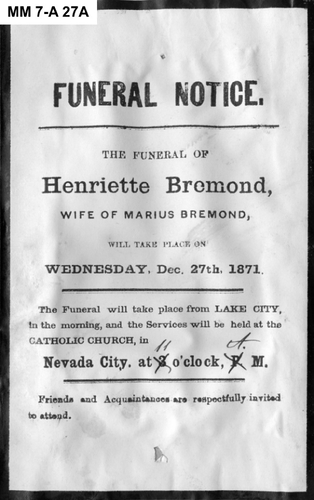 MM 7-A 27A
FUNERAL NOTICE.
THE FUNERAL OF
Henriette Bremond,
WIFE OF MARIUS BREMOND,
WILL TAKE PLACE ON
WEDNESDAY, Dec. 27th, 1871.
The Funeral will take place from LAKE CITY,
in the morning, and the Services will be held at the
CATHOLIC CHURCH, in
11 A.
Nevada City, at o'clock, P. M.
Friends and Acquaintances are respectfully invited
to attend.